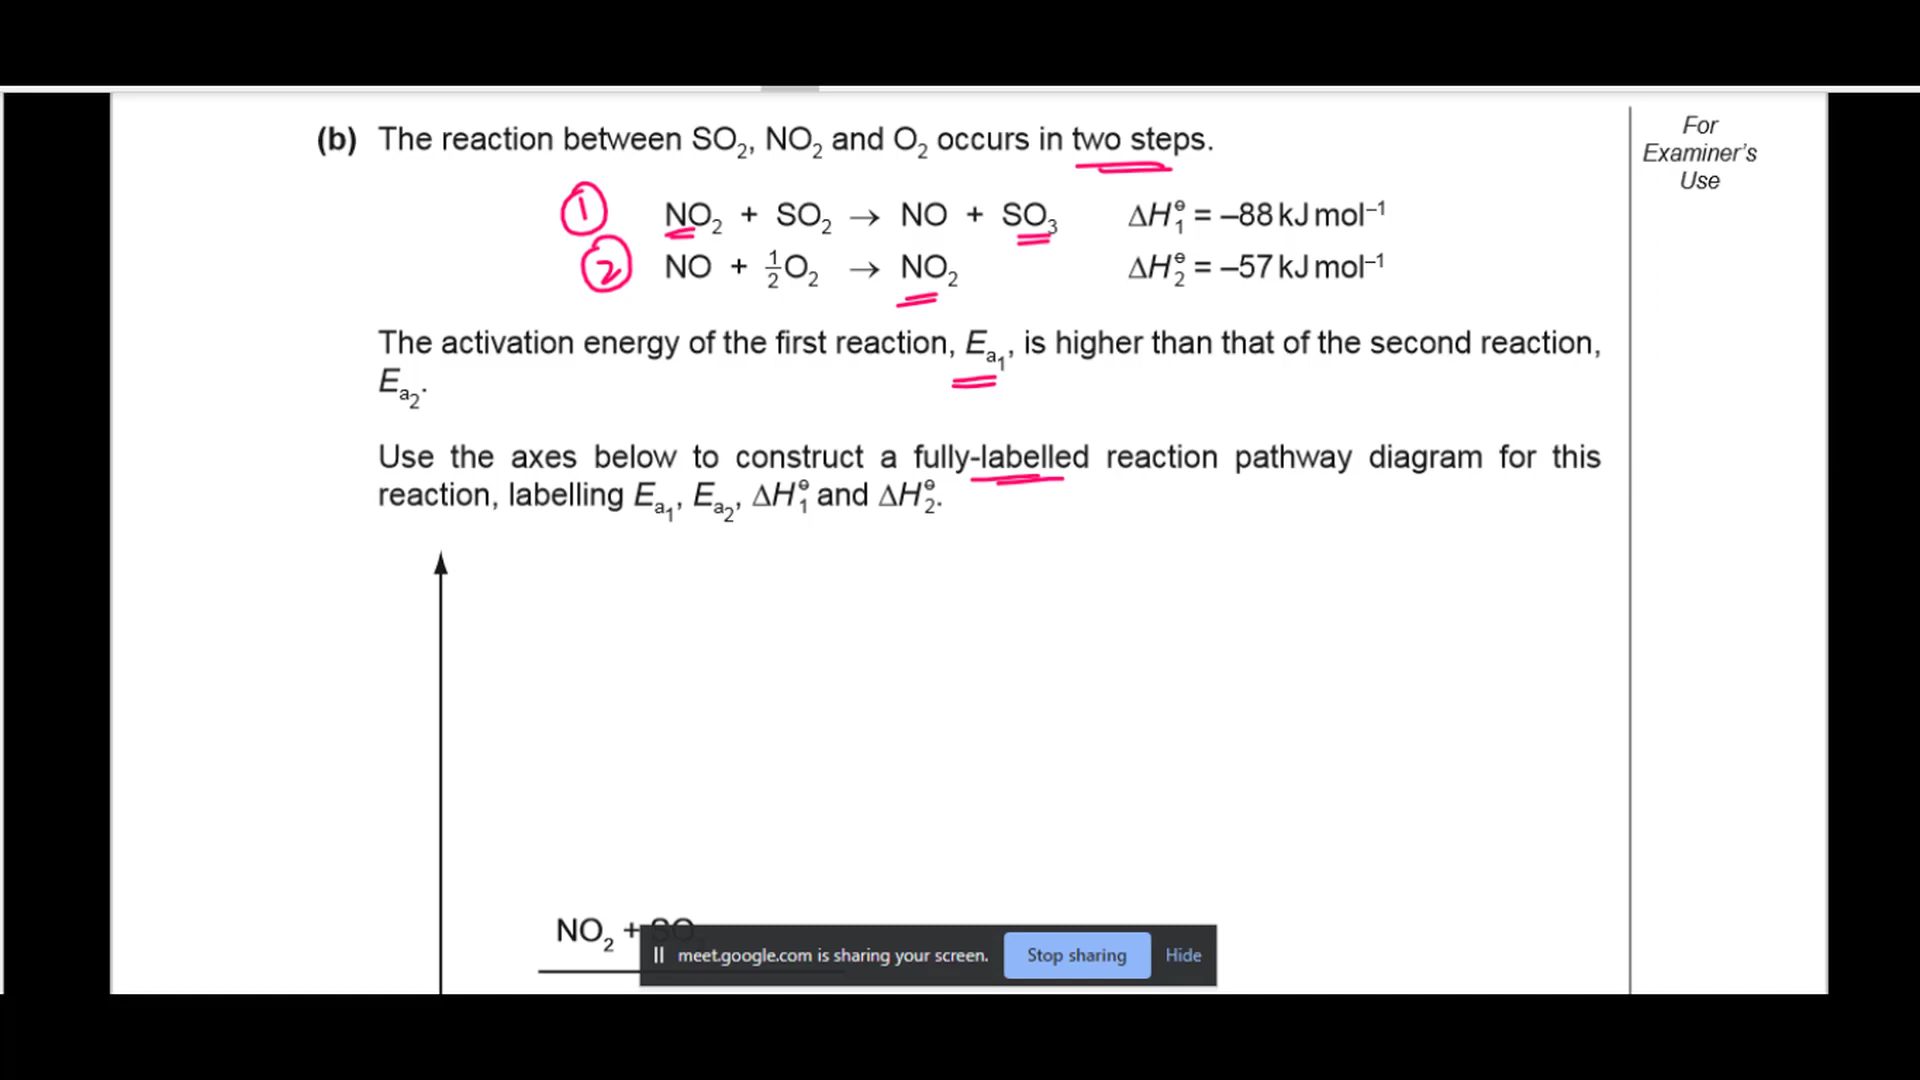 (b) The reaction between SO₂, NO₂ and O₂ occurs in two steps.
For
Examiner's
Use
① NO₂ + SO₂ → NO + SO₃ ΔH₁⊖ = –88 kJ mol⁻¹
② NO + ½O₂ → NO₂ ΔH₂⊖ = –57 kJ mol⁻¹
The activation energy of the first reaction, Eₐ₁, is higher than that of the second reaction,
Eₐ₂.
Use the axes below to construct a fully-labelled reaction pathway diagram for this
reaction, labelling Eₐ₁, Eₐ₂, ΔH₁⊖ and ΔH₂⊖.
NO₂ + SO
meet.google.com is sharing your screen. Stop sharing Hide